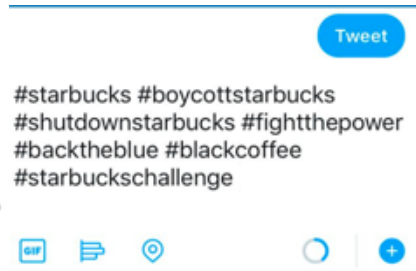 Tweet
#starbucks #boycottstarbucks
#shutdownstarbucks #fightthepower
#backtheblue #blackcoffee
#starbuckschallenge
GIF